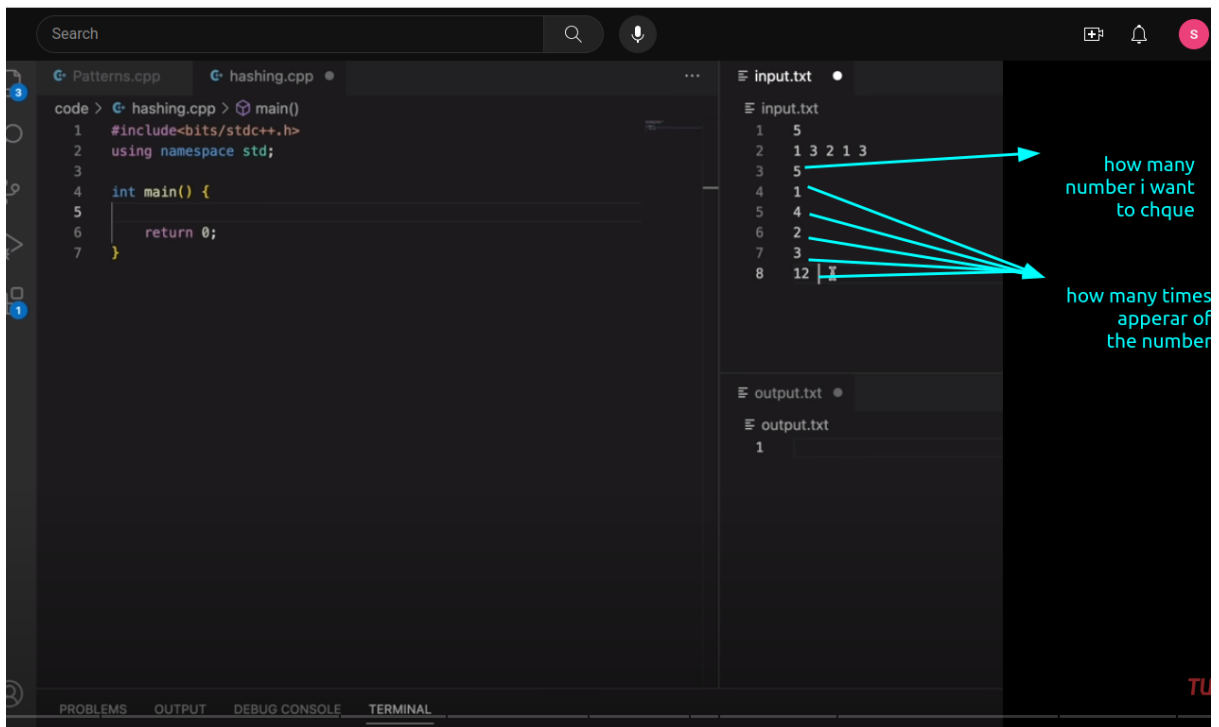 Search
S
Patterns.cpp
hashing.cpp
...
input.txt
3
code > hashing.cpp > main()
input.txt
1 #include<bits/stdc++.h>
2 using namespace std;
3
4 int main() {
5
6 return 0;
7 }
1 5
2 1 3 2 1 3
3 5
4 1
5 4
6 2
7 3
8 12
how many
number i want
to chque
how many times
apperar of
the number
1
output.txt
output.txt
1
TU
PROBLEMS OUTPUT DEBUG CONSOLE TERMINAL